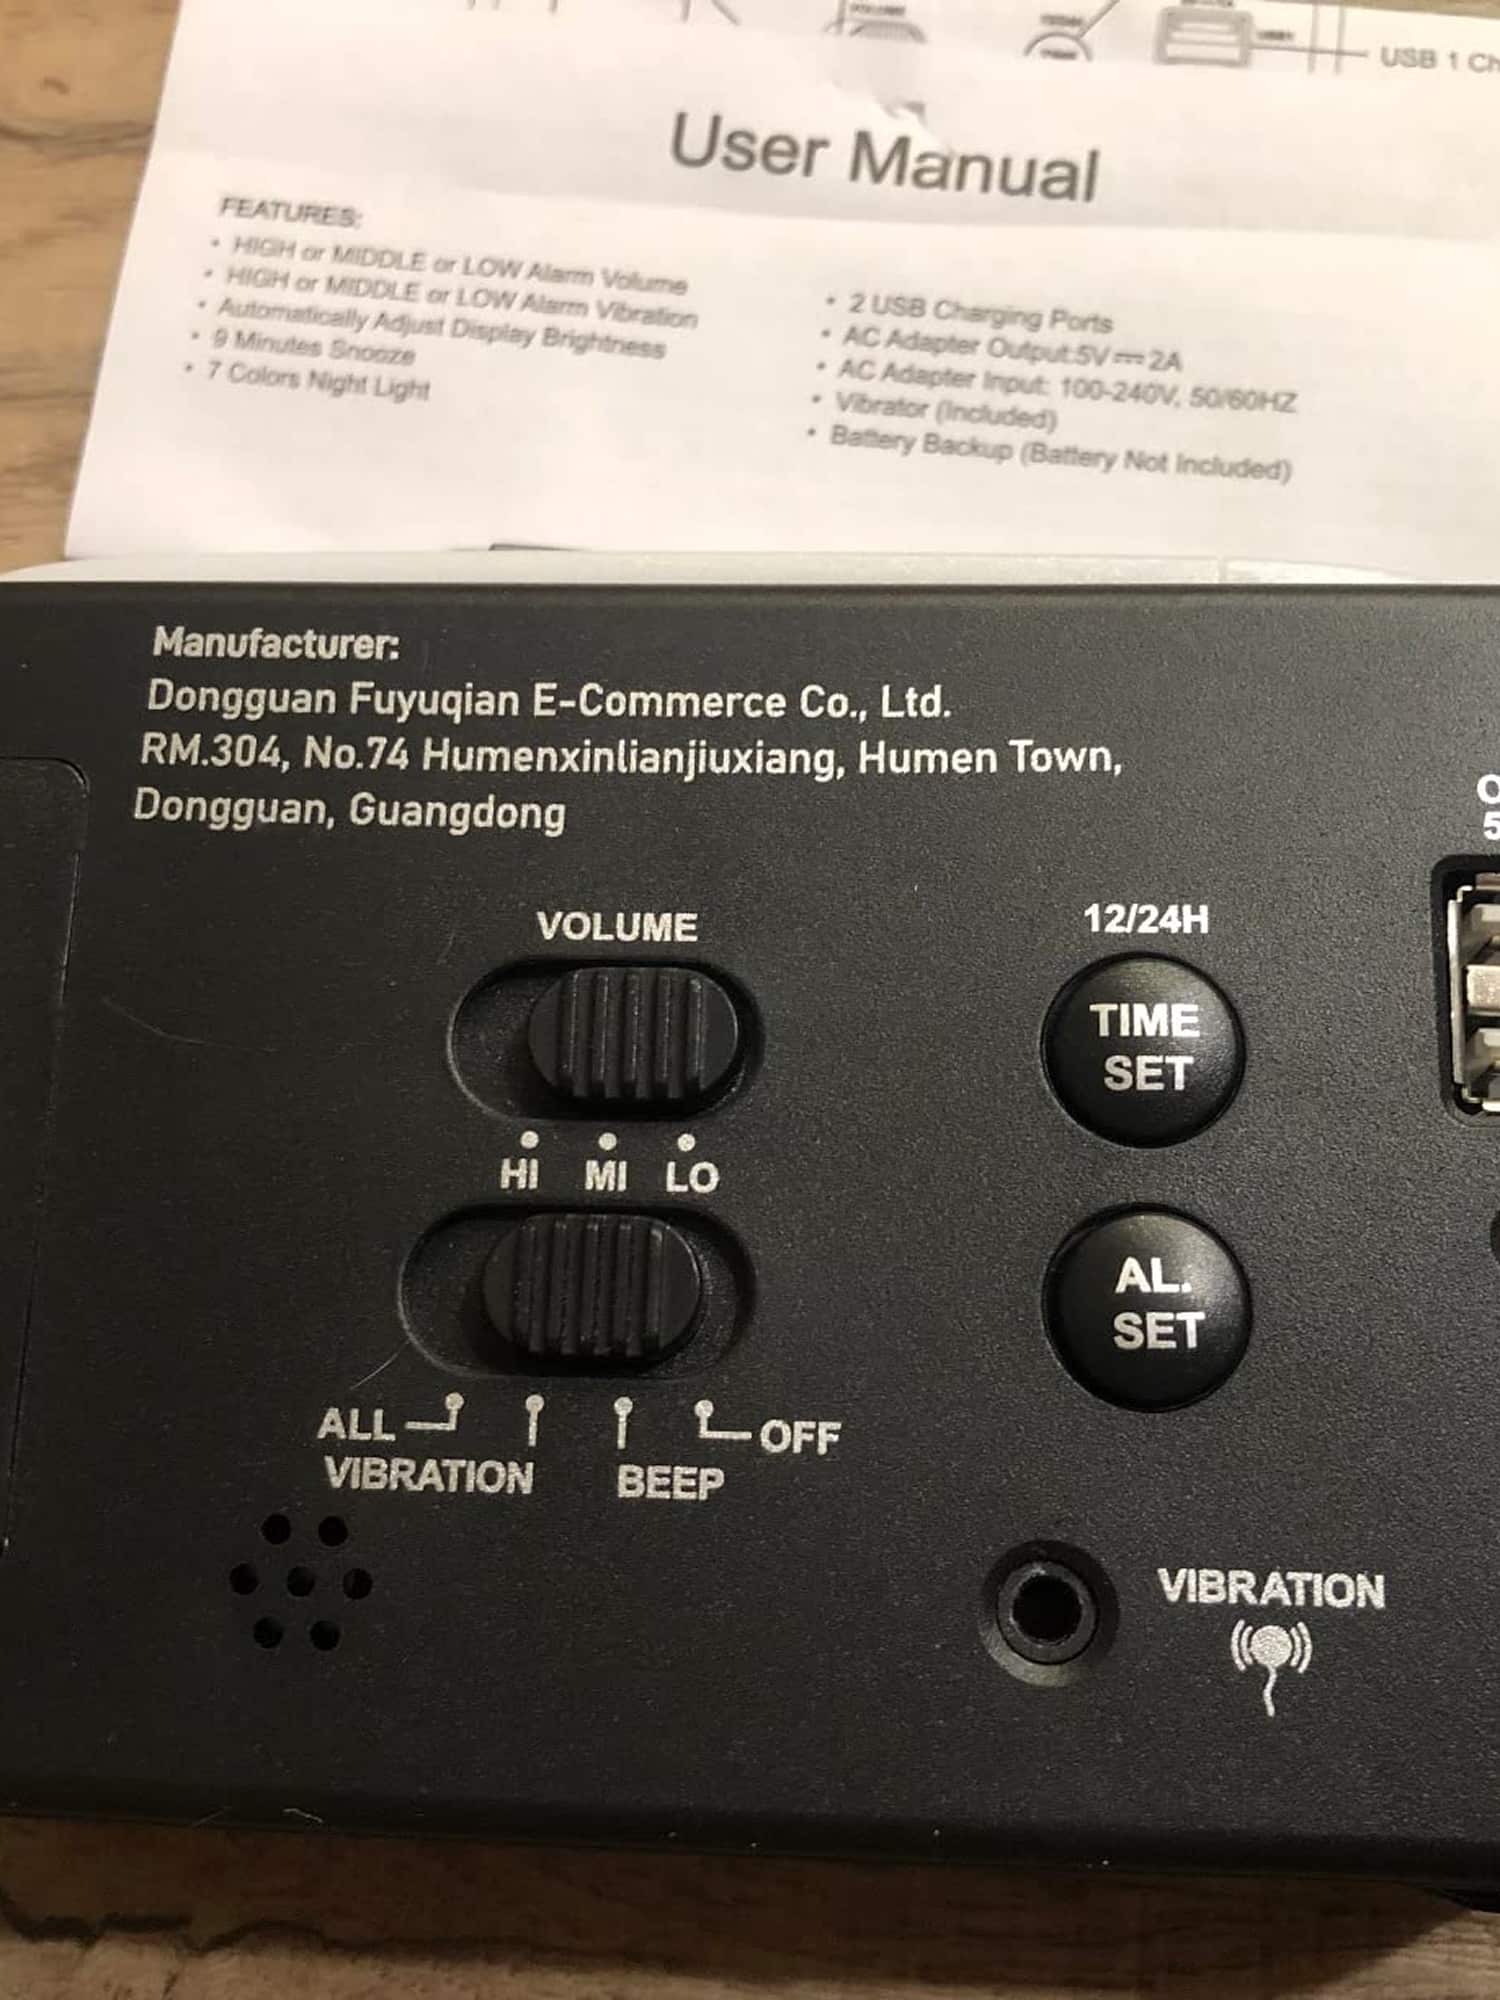 USB 1 Ch
User Manual
FEATURES:
• HIGH or MIDDLE or LOW Alarm Volume
• HIGH or MIDDLE or LOW Alarm Vibration
• Automatically Adjust Display Brightness
• 9 Minutes Snooze
• 7 Colors Night Light
• 2 USB Charging Ports
• AC Adapter Output:5V⎓2A
• AC Adapter Input: 100-240V, 50/60HZ
• Vibrator (Included)
• Battery Backup (Battery Not Included)
Manufacturer:
Dongguan Fuyuqian E-Commerce Co., Ltd.
RM.304, No.74 Humenxinlianjiuxiang, Humen Town,
Dongguan, Guangdong
VOLUME
HI MI LO
ALL OFF
VIBRATION BEEP
12/24H
TIME
SET
AL.
SET
VIBRATION
O
5